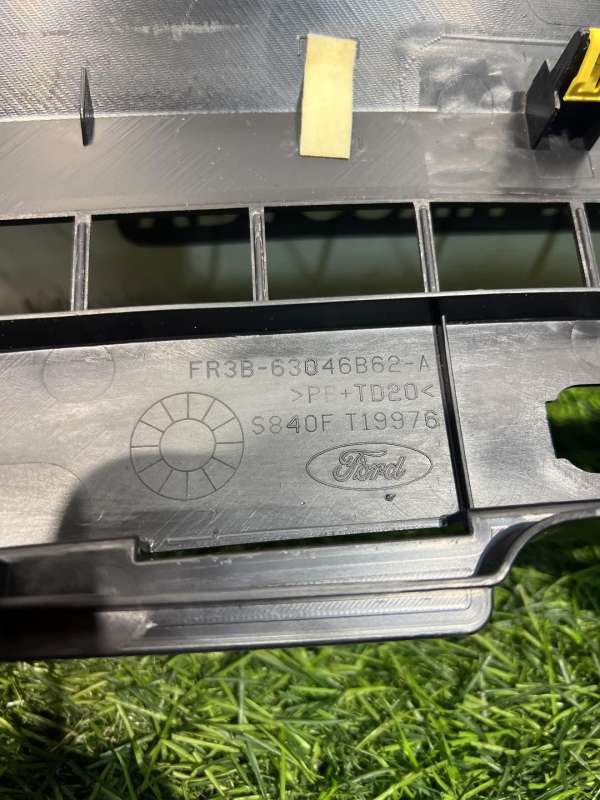 FR3B-63046B62-A
>PP+TD20<
S840F T19976
Ford